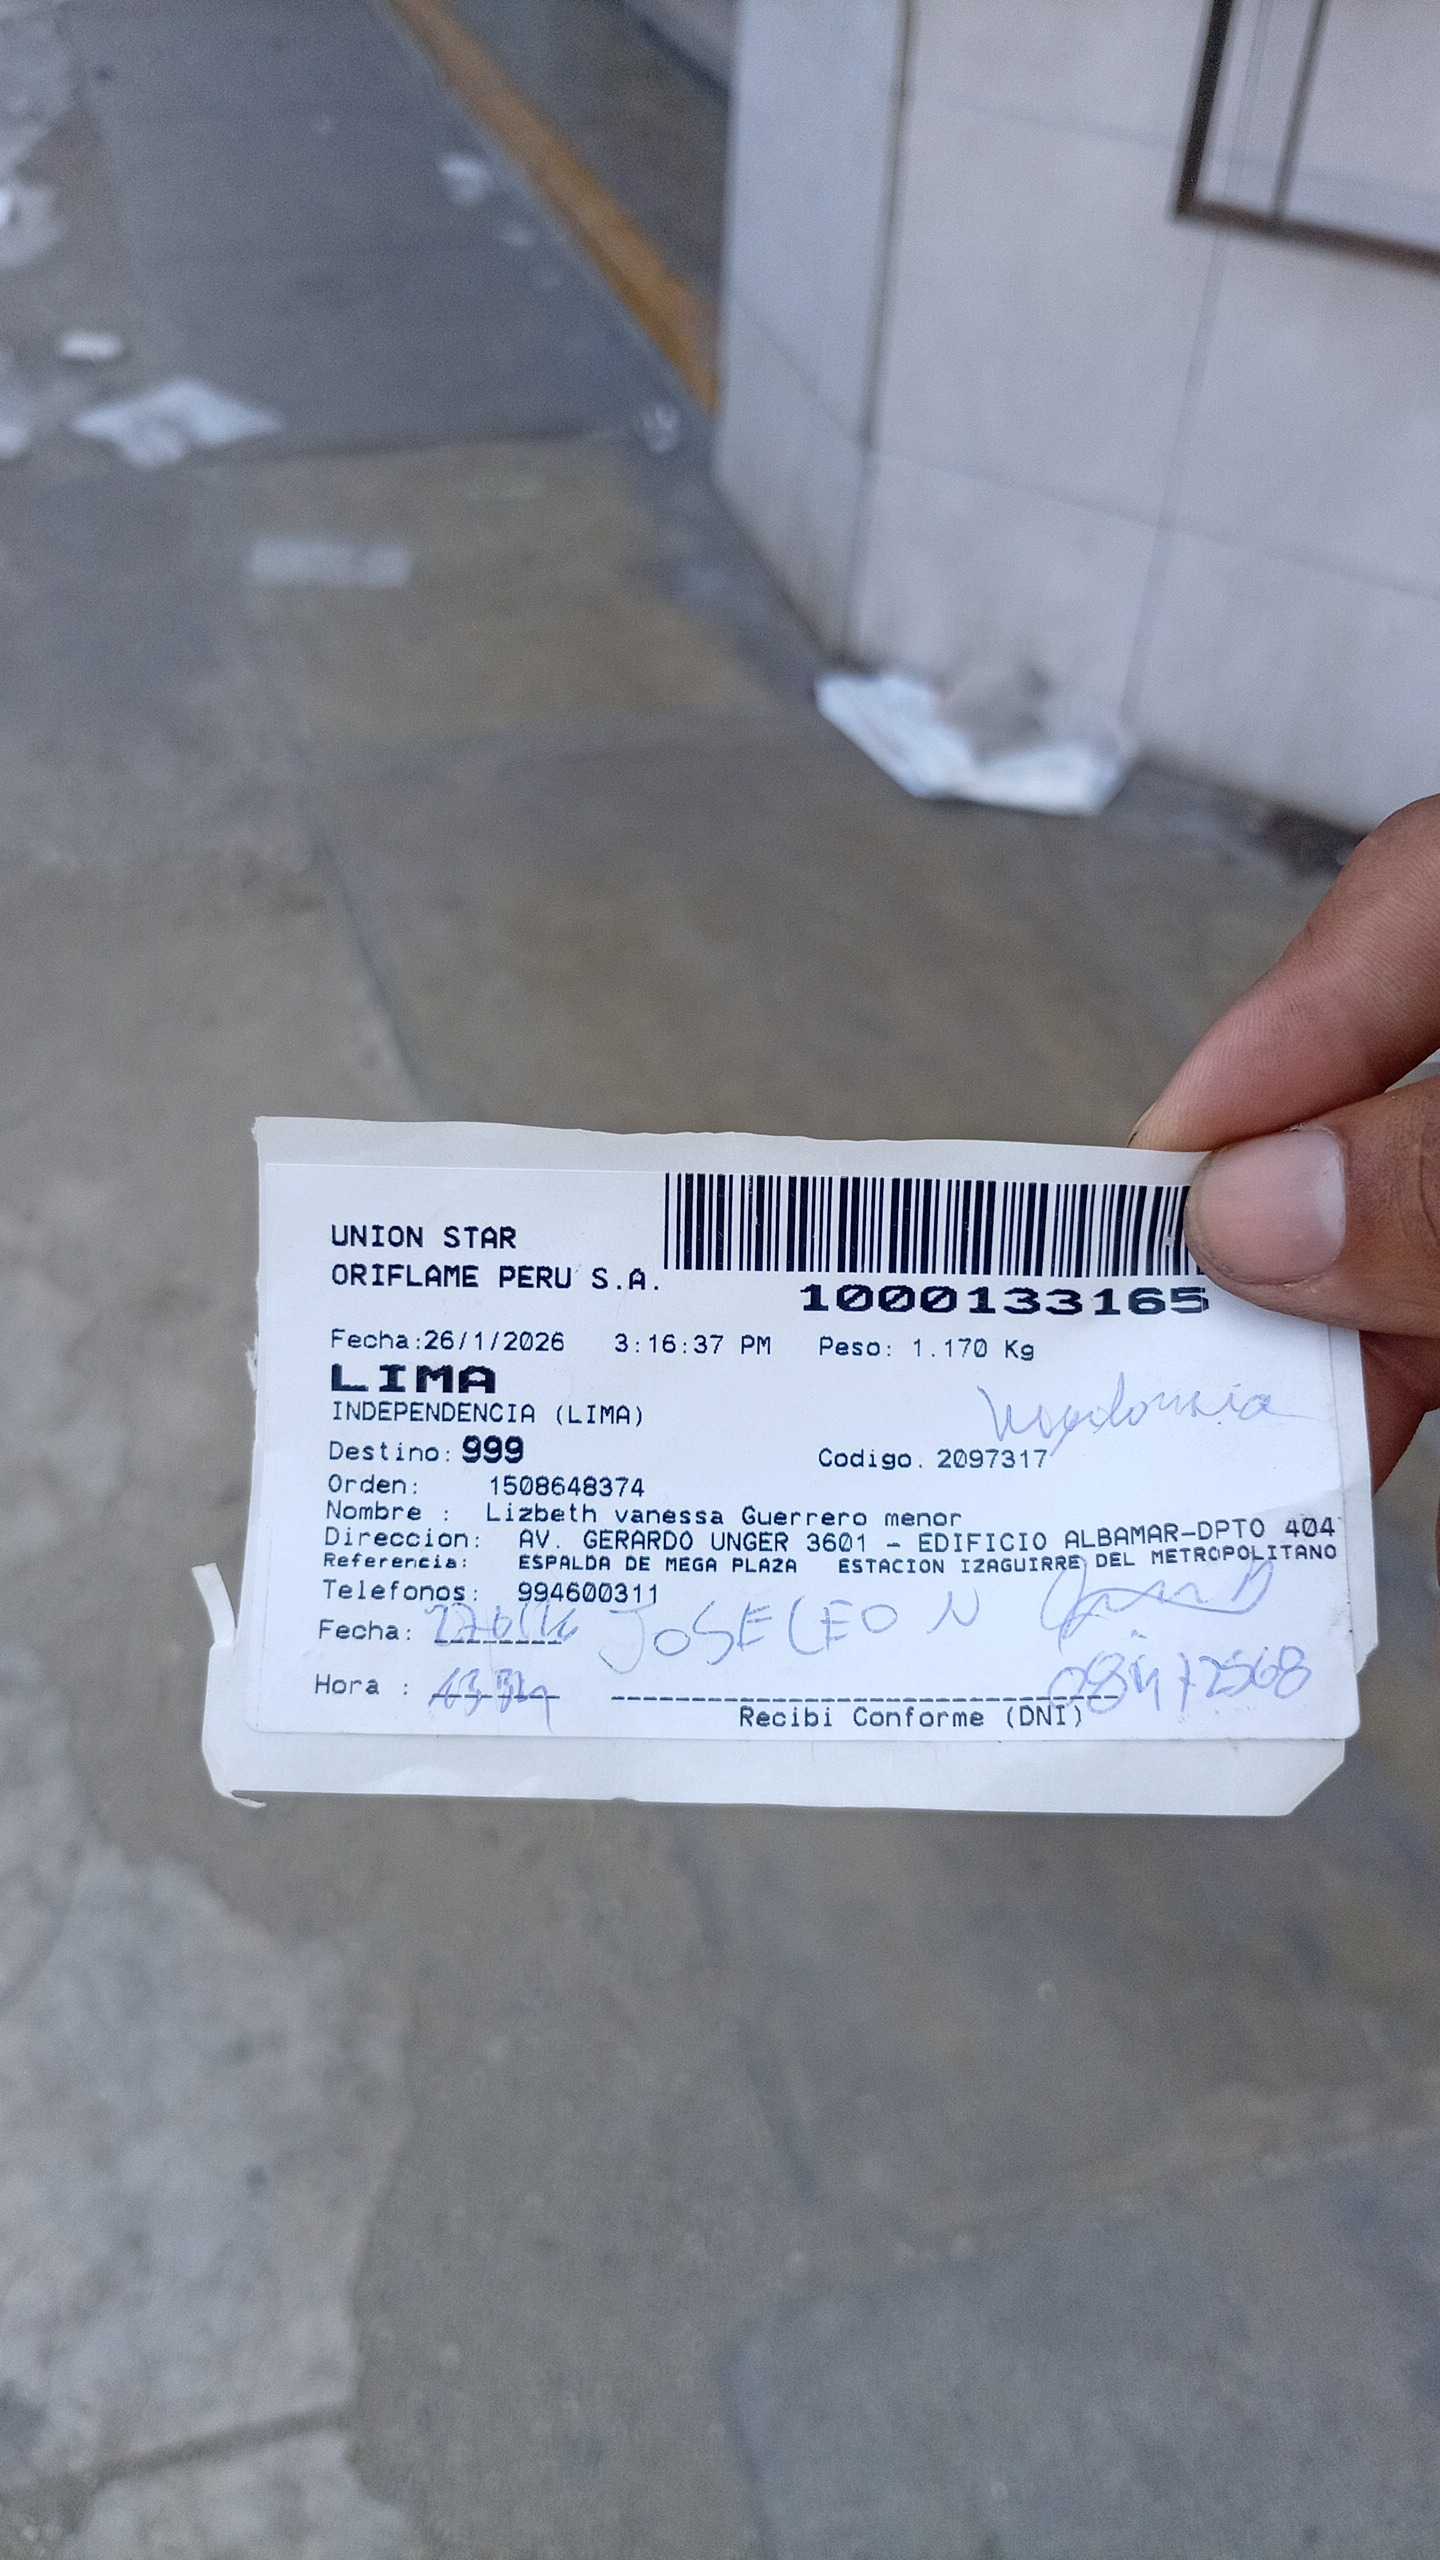 UNION STAR
ORIFLAME PERU S.A.
1000133165
Fecha:26/1/2026 3:16:37 PM Peso: 1.170 Kg
LIMA
INDEPENDENCIA (LIMA)
Destino: 999 Codigo. 2097317
Orden: 1508648374
Nombre : Lizbeth vanessa Guerrero menor
Direccion: AV. GERARDO UNGER 3601 - EDIFICIO ALBAMAR-DPTO 404
Referencia: ESPALDA DE MEGA PLAZA ESTACION IZAGUIRRE DEL METROPOLITANO
Telefonos: 994600311
Fecha: JOSE LEON
Hora :
Recibi Conforme (DNI)